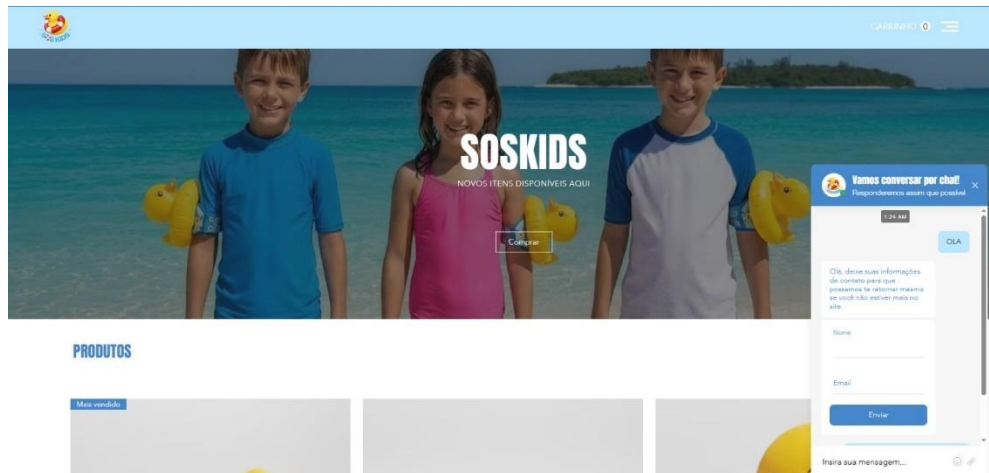 SOS KIDS
CARRINHO 0
SOSKIDS
NOVOS ITENS DISPONÍVEIS AQUI
Comprar
PRODUTOS
Mais vendido
Vamos conversar por chat!
Responderemos assim que possível
1:24 AM
OLA
Olá, deixe suas informações
de contato para que
possamos te retornar mesmo
se você não estiver mais no
site.
Nome
Email
Enviar
Insira sua mensagem...